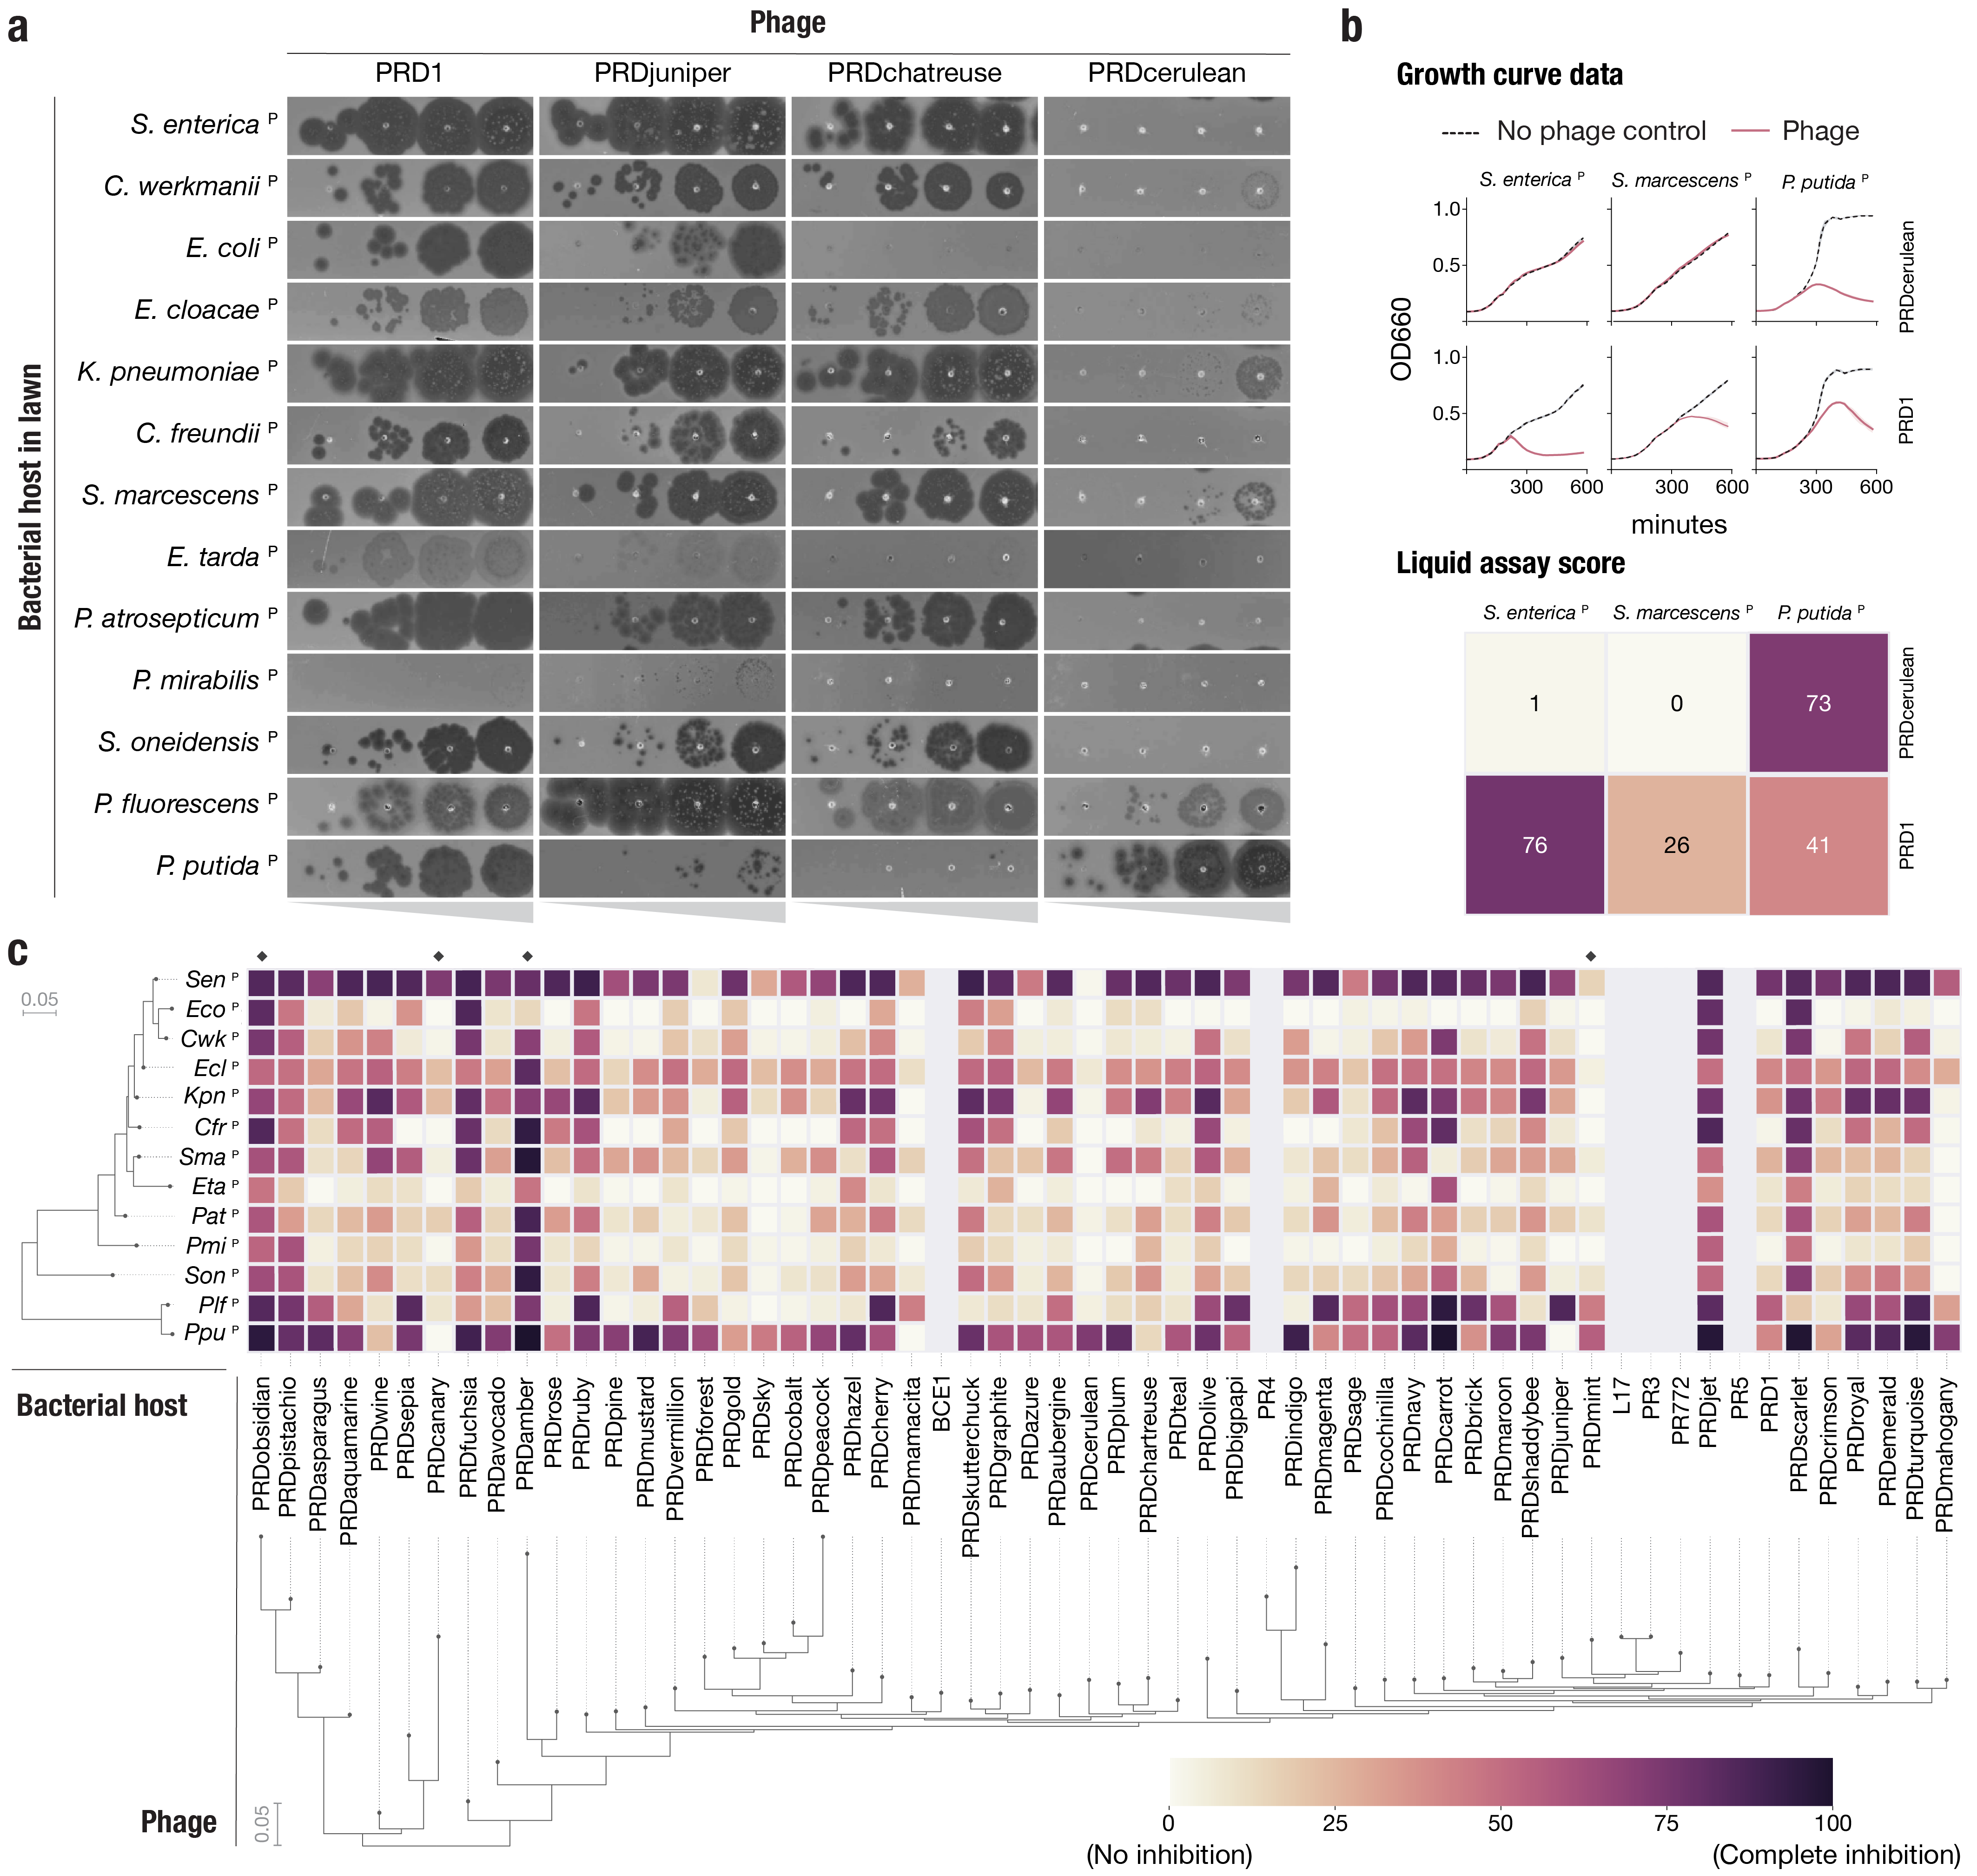 a
Phage
PRD1 PRDjuniper PRDchatreuse PRDcerulean
Bacterial host in lawn
S. enterica P
C. werkmanii P
E. coli P
E. cloacae P
K. pneumoniae P
C. freundii P
S. marcescens P
E. tarda P
P. atrosepticum P
P. mirabilis P
S. oneidensis P
P. fluorescens P
P. putida P
b
Growth curve data
No phage control Phage
S. enterica P S. marcescens P P. putida P
1.0
0.5
PRDcerulean
OD660
1.0
0.5
PRD1
300 600 300 600 300 600
minutes
Liquid assay score
S. enterica P S. marcescens P P. putida P
1 0 73
PRDcerulean
76 26 41
PRD1
c
0.05
Sen P
Eco P
Cwk P
Ecl P
Kpn P
Cfr P
Sma P
Eta P
Pat P
Pmi P
Son P
Plf P
Ppu P
Bacterial host
PRDobsidian
PRDpistachio
PRDasparagus
PRDaquamarine
PRDwine
PRDsepia
PRDcanary
PRDfuchsia
PRDavocado
PRDamber
PRDrose
PRDruby
PRDpine
PRDmustard
PRDvermillion
PRDforest
PRDgold
PRDsky
PRDcobalt
PRDpeacock
PRDhazel
PRDcherry
PRDmamacita
BCE1
PRDskutterchuck
PRDgraphite
PRDazure
PRDaubergine
PRDcerulean
PRDplum
PRDchartreuse
PRDteal
PRDolive
PRDbigpapi
PR4
PRDindigo
PRDmagenta
PRDsage
PRDcochinilla
PRDnavy
PRDcarrot
PRDbrick
PRDmaroon
PRDshaddybee
PRDjuniper
PRDmint
L17
PR3
PR772
PRDjet
PR5
PRD1
PRDscarlet
PRDcrimson
PRDroyal
PRDemerald
PRDturquoise
PRDmahogany
Phage
0.05
0 25 50 75 100
(No inhibition) (Complete inhibition)